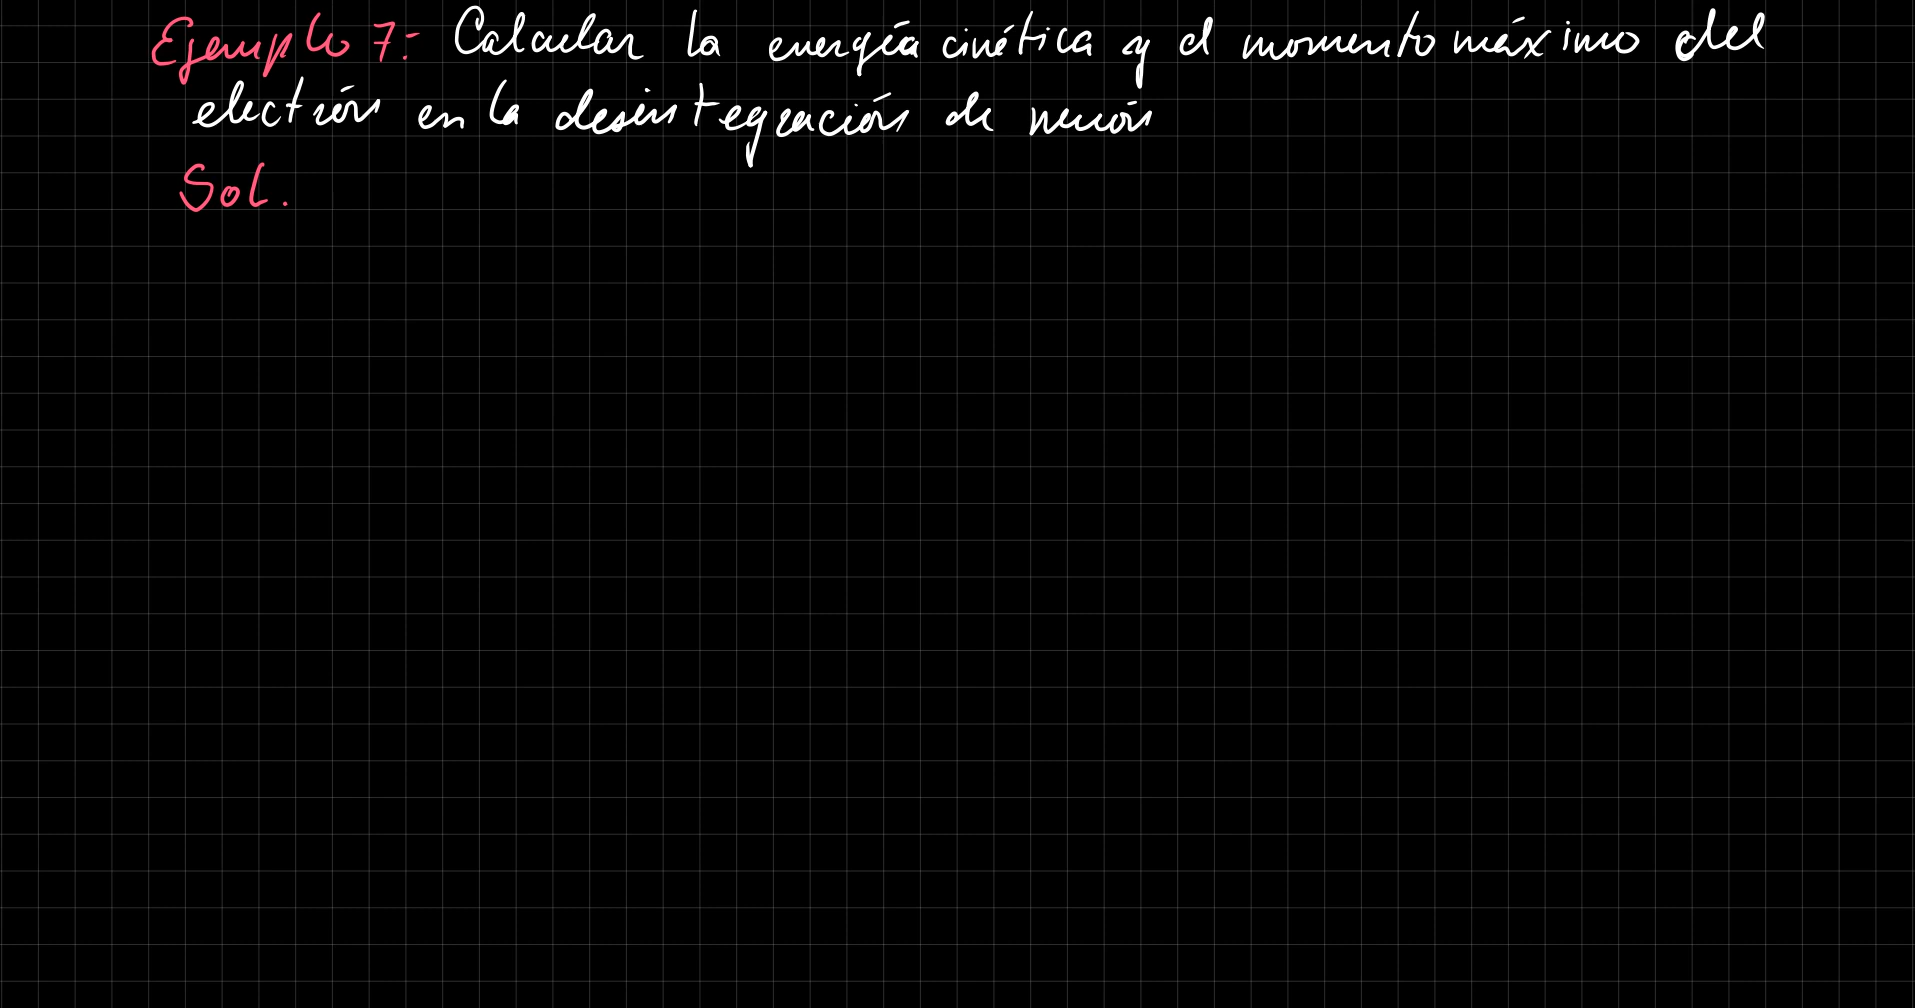 Ejemplo 7: Calcular la energía cinética y el momento máximo del
electrón en la desintegración de muón
Sol.